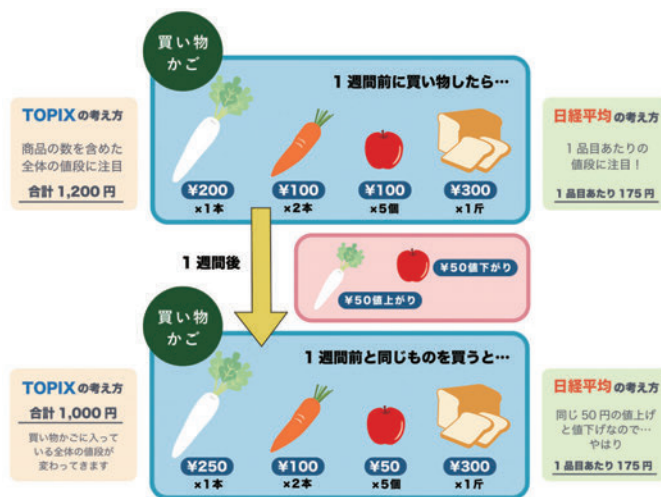 買い物
かご
1週間前に買い物したら…
TOPIXの考え方
商品の数を含めた
全体の値段に注目
合計1,200円
¥200
×1本
¥100
×2本
¥100
×5個
¥300
×1斤
日経平均の考え方
1品目あたりの
値段に注目！
1品目あたり175円
1週間後
¥50値上がり
¥50値下がり
買い物
かご
1週間前と同じものを買うと…
TOPIXの考え方
合計1,000円
買い物かごに入って
いる全体の値段が
変わってきます
¥250
×1本
¥100
×2本
¥50
×5個
¥300
×1斤
日経平均の考え方
同じ50円の値上げ
と値下げなので…
やはり
1品目あたり175円